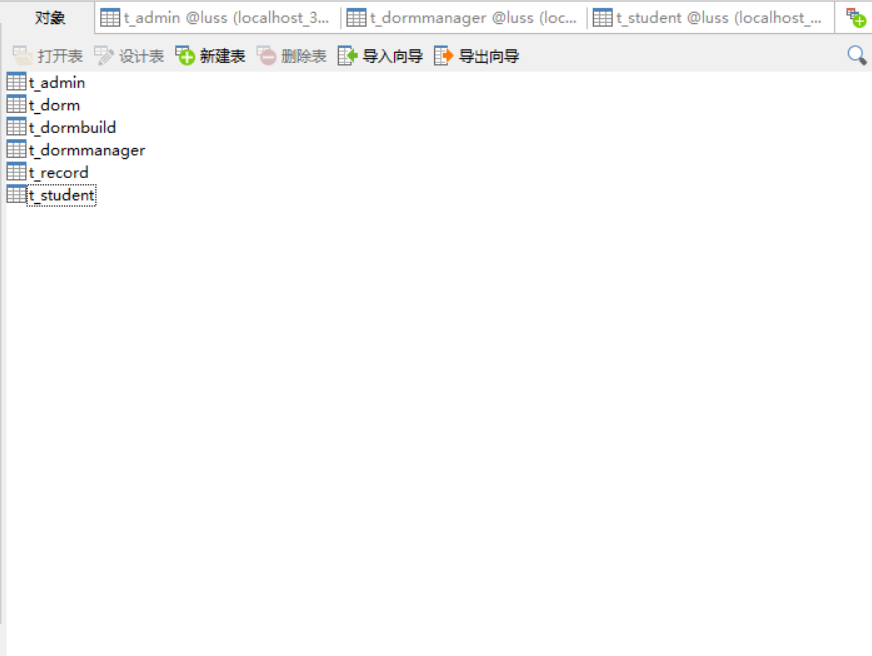 对象 t_admin @luss (localhost_3... t_dormmanager @luss (loc... t_student @luss (localhost_...
打开表 设计表 新建表 删除表 导入向导 导出向导
t_admin
t_dorm
t_dormbuild
t_dormmanager
t_record
t_student